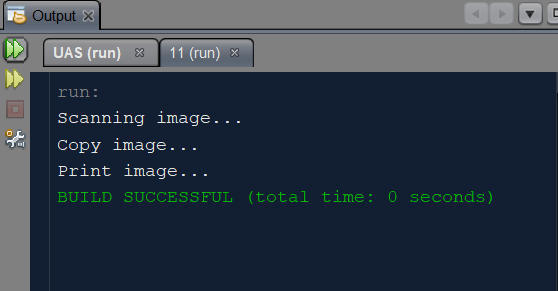 Output
UAS (run) 11 (run)
run:
Scanning image...
Copy image...
Print image...
BUILD SUCCESSFUL (total time: 0 seconds)